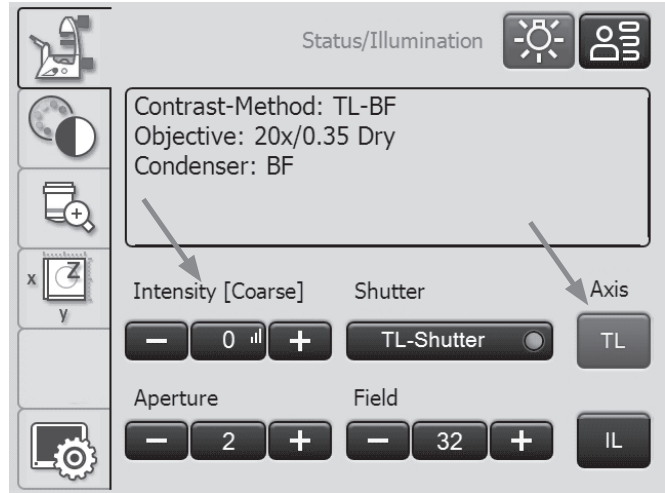 Status/Illumination
Contrast-Method: TL-BF
Objective: 20x/0.35 Dry
Condenser: BF
x Z
y
Intensity [Coarse] Shutter Axis
− 0 + TL-Shutter TL
Aperture Field
− 2 + − 32 + IL